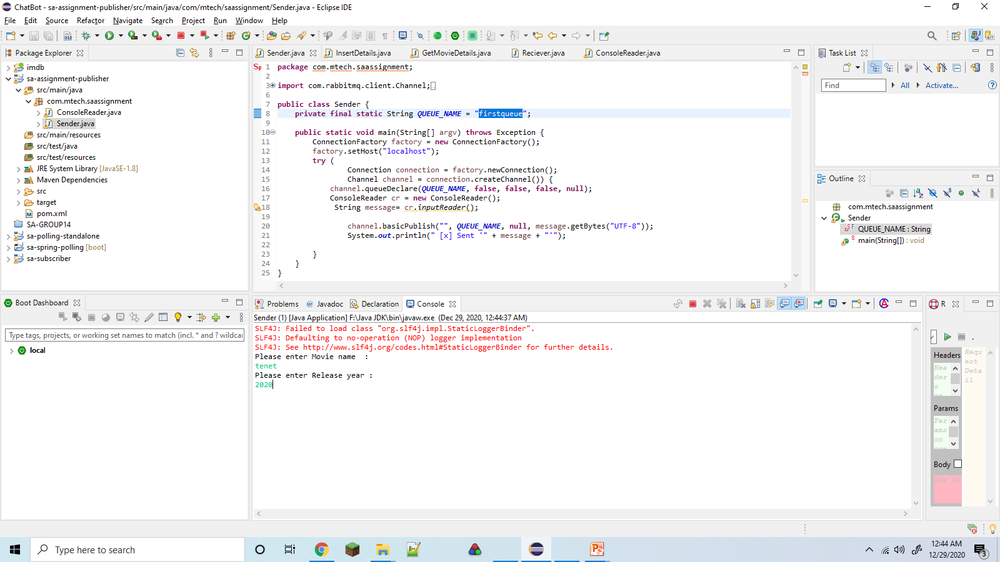 ChatBot - sa-assignment-publisher/src/main/java/com/mtech/saassignment/Sender.java - Eclipse IDE
File Edit Source Refactor Navigate Search Project Run Window Help
Package Explorer
imdb
sa-assignment-publisher
src/main/java
com.mtech.saassignment
ConsoleReader.java
Sender.java
src/main/resources
src/test/java
src/test/resources
JRE System Library [JavaSE-1.8]
Maven Dependencies
src
target
pom.xml
SA-GROUP14
sa-polling-standalone
sa-spring-polling [boot]
sa-subscriber
Sender.java InsertDetails.java GetMovieDetails.java Reciever.java ConsoleReader.java
Sp 1 package com.mtech.saassignment;
2
3 import com.rabbitmq.client.Channel;
6
7 public class Sender {
8 private final static String QUEUE_NAME = "firstqueue";
9
10 public static void main(String[] argv) throws Exception {
11 ConnectionFactory factory = new ConnectionFactory();
12 factory.setHost("localhost");
13 try (
14 Connection connection = factory.newConnection();
15 Channel channel = connection.createChannel()) {
16 channel.queueDeclare(QUEUE_NAME, false, false, false, null);
17 ConsoleReader cr = new ConsoleReader();
18 String message= cr.inputReader();
19
20 channel.basicPublish("", QUEUE_NAME, null, message.getBytes("UTF-8"));
21 System.out.println(" [x] Sent '" + message + "'");
22
23 }
24 }
25 }
Task List
Find All Activate...
Outline
com.mtech.saassignment
Sender
QUEUE_NAME : String
main(String[]) : void
Boot Dashboard
Type tags, projects, or working set names to match (incl. * and ? wildcar
local
Problems Javadoc Declaration Console
Sender (1) [Java Application] F:\Java JDK\bin\javaw.exe (Dec 29, 2020, 12:44:37 AM)
SLF4J: Failed to load class "org.slf4j.impl.StaticLoggerBinder".
SLF4J: Defaulting to no-operation (NOP) logger implementation
SLF4J: See http://www.slf4j.org/codes.html#StaticLoggerBinder for further details.
Please enter Movie name :
tenet
Please enter Release year :
2020
R
Headers
Hea
der
s
Params
Par
ams
on
Body
Requ
est
Deta
il
Type here to search
12:44 AM
12/29/2020
3